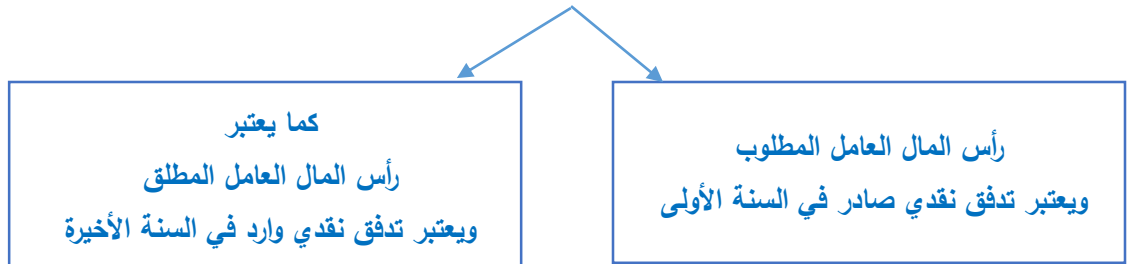 رأس المال العامل المطلوب
ويعتبر تدفق نقدي صادر في السنة الأولى
كما يعتبر
رأس المال العامل المطلق
ويعتبر تدفق نقدي وارد في السنة الأخيرة